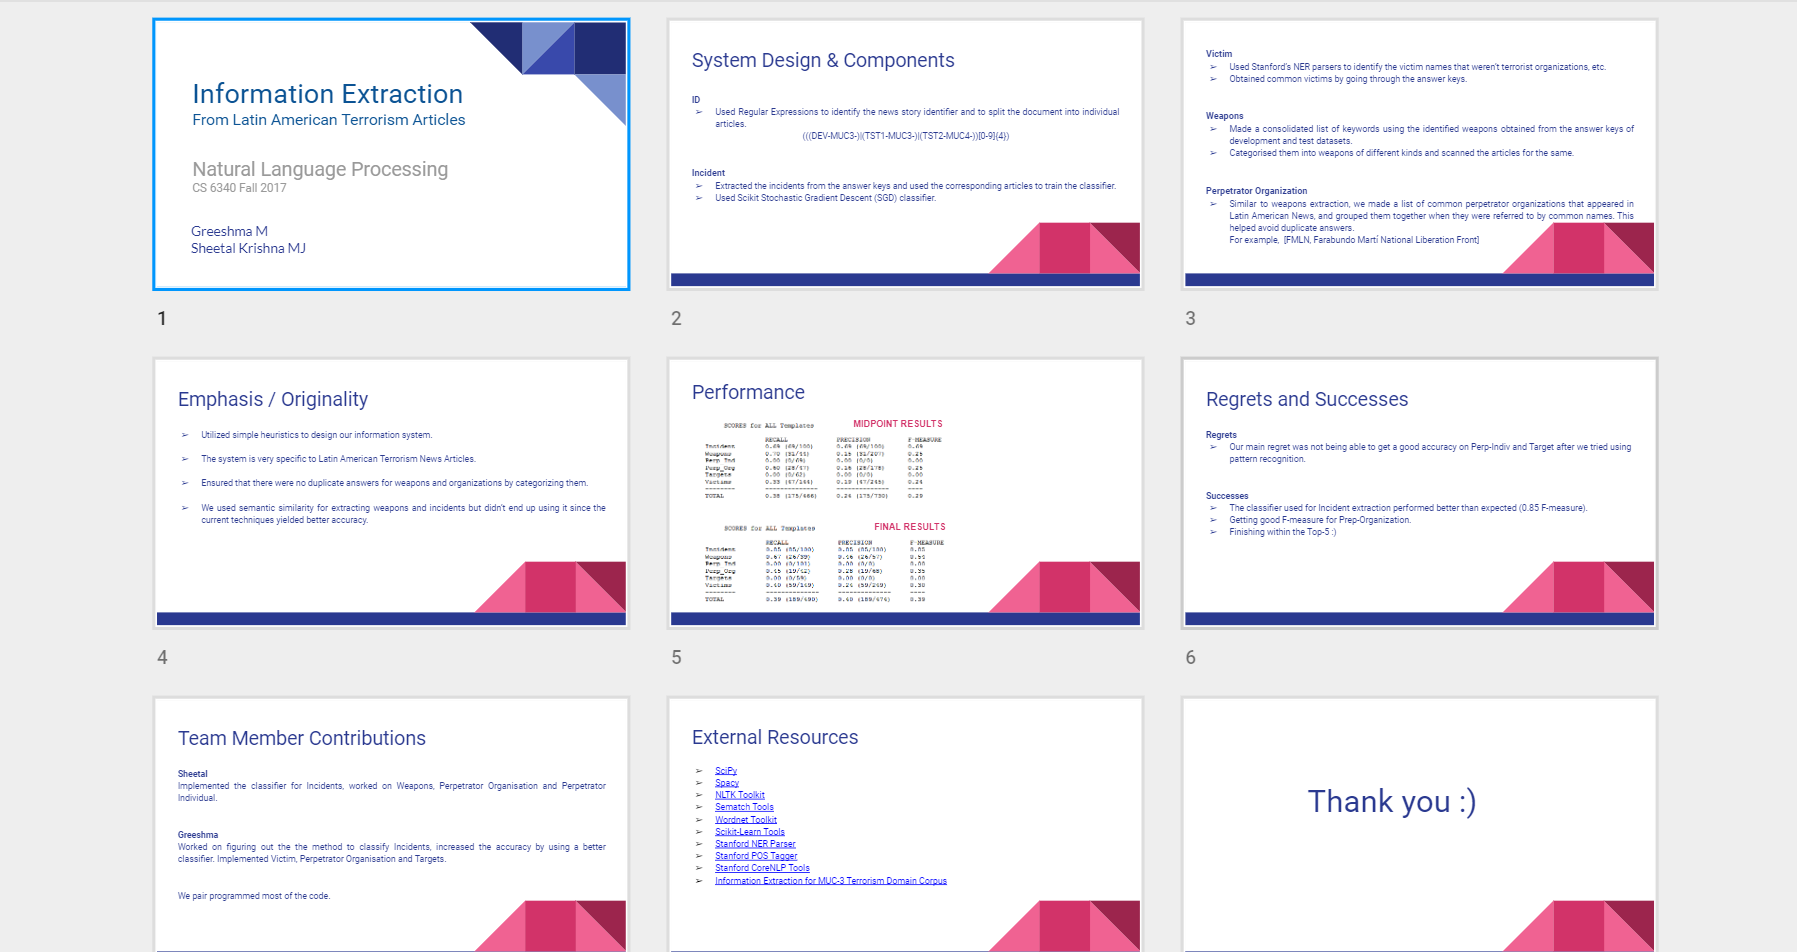 Information Extraction
From Latin American Terrorism Articles
Natural Language Processing
CS 6340 Fall 2017
Greeshma M
Sheetal Krishna MJ
1
System Design & Components
ID
➢ Used Regular Expressions to identify the news story identifier and to split the document into individual
articles.
(((DEV-MUC3-)|(TST1-MUC3-)|(TST2-MUC4-))[0-9]{4})
Incident
➢ Extracted the incidents from the answer keys and used the corresponding articles to train the classifier.
➢ Used Scikit Stochastic Gradient Descent (SGD) classifier.
2
Victim
➢ Used Stanford's NER parsers to identify the victim names that weren't terrorist organizations, etc.
➢ Obtained common victims by going through the answer keys.
Weapons
➢ Made a consolidated list of keywords using the identified weapons obtained from the answer keys of
development and test datasets.
➢ Categorised them into weapons of different kinds and scanned the articles for the same.
Perpetrator Organization
➢ Similar to weapons extraction, we made a list of common perpetrator organizations that appeared in
Latin American News, and grouped them together when they were referred to by common names. This
helped avoid duplicate answers.
For example, [FMLN, Farabundo Martí National Liberation Front]
3
Emphasis / Originality
➢ Utilized simple heuristics to design our information system.
➢ The system is very specific to Latin American Terrorism News Articles.
➢ Ensured that there were no duplicate answers for weapons and organizations by categorizing them.
➢ We used semantic similarity for extracting weapons and incidents but didn't end up using it since the
current techniques yielded better accuracy.
4
Performance
SCORES for ALL Templates MIDPOINT RESULTS
RECALL PRECISION F-MEASURE
Incidens 0.69 (69/100) 0.69 (69/100) 0.69
Weapons 0.70 (31/44) 0.15 (31/207) 0.25
Perp_Ind 0.00 (0/69) 0.00 (0/0) 0.00
Perp_Org 0.60 (28/47) 0.16 (28/178) 0.25
Targets 0.00 (0/62) 0.00 (0/0) 0.00
Victims 0.33 (47/144) 0.19 (47/245) 0.24
-------- -------------- -------------- ----
TOTAL 0.38 (175/466) 0.24 (175/730) 0.29
SCORES for ALL Templates FINAL RESULTS
RECALL PRECISION F-MEASURE
Incidens 0.85 (85/100) 0.85 (85/100) 0.85
Weapons 0.67 (26/39) 0.46 (26/57) 0.54
Perp_Ind 0.00 (0/101) 0.00 (0/0) 0.00
Perp_Org 0.45 (19/42) 0.28 (19/68) 0.35
Targets 0.00 (0/59) 0.00 (0/0) 0.00
Victims 0.40 (59/149) 0.24 (59/249) 0.30
-------- -------------- -------------- ----
TOTAL 0.39 (189/490) 0.40 (189/474) 0.39
5
Regrets and Successes
Regrets
➢ Our main regret was not being able to get a good accuracy on Perp-Indiv and Target after we tried using
pattern recognition.
Successes
➢ The classifier used for Incident extraction performed better than expected (0.85 F-measure).
➢ Getting good F-measure for Prep-Organization.
➢ Finishing within the Top-5 :)
6
Team Member Contributions
Sheetal
Implemented the classifier for Incidents, worked on Weapons, Perpetrator Organisation and Perpetrator
Individual.
Greeshma
Worked on figuring out the the method to classify Incidents, increased the accuracy by using a better
classifier. Implemented Victim, Perpetrator Organisation and Targets.
We pair programmed most of the code.
External Resources
➢ SciPy
➢ Spacy
➢ NLTK Toolkit
➢ Sematch Tools
➢ Wordnet Toolkit
➢ Scikit-Learn Tools
➢ Stanford NER Parser
➢ Stanford POS Tagger
➢ Stanford CoreNLP Tools
➢ Information Extraction for MUC-3 Terrorism Domain Corpus
Thank you :)